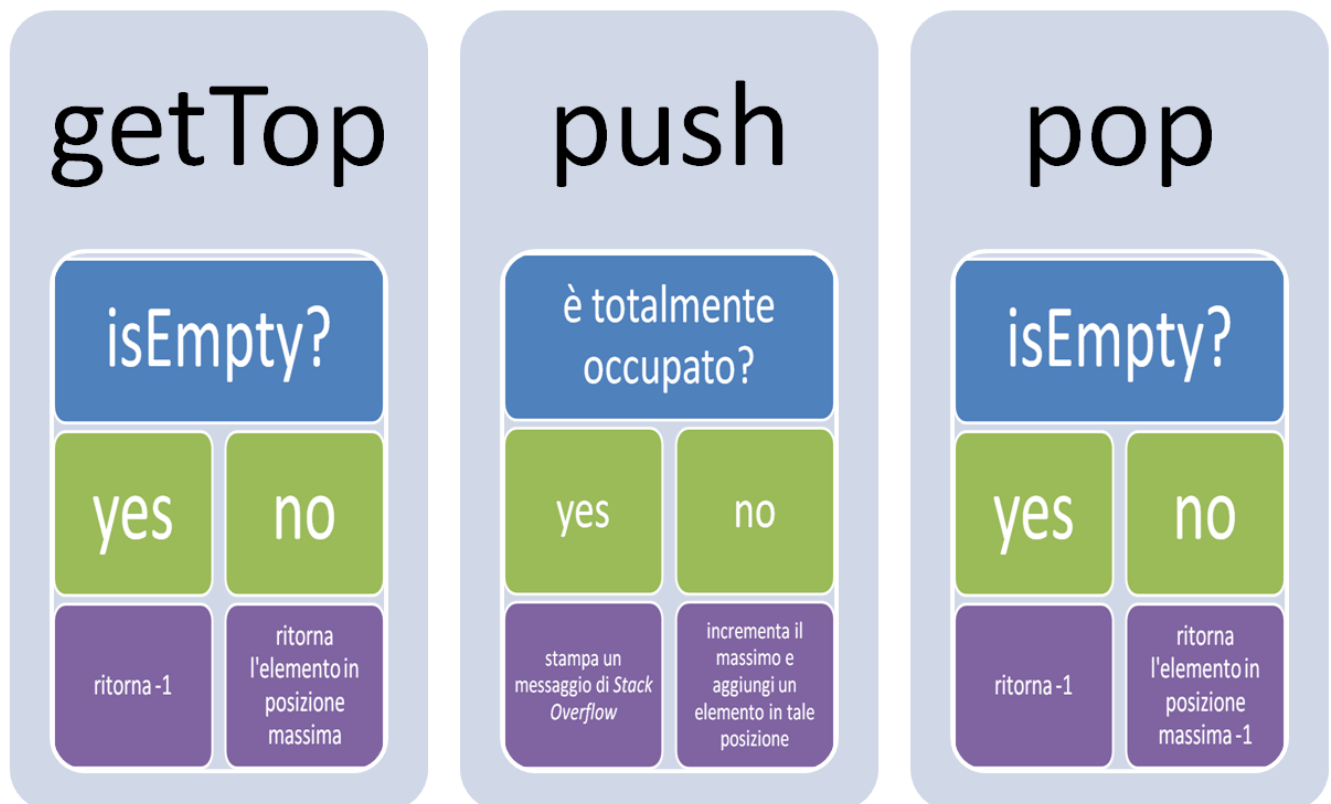 getTop
isEmpty?
yes
no
ritorna -1
ritorna
l'elemento in
posizione
massima
push
è totalmente
occupato?
yes
no
stampa un
messaggio di Stack
Overflow
incrementa il
massimo e
aggiungi un
elemento in tale
posizione
pop
isEmpty?
yes
no
ritorna -1
ritorna
l'elemento in
posizione
massima -1